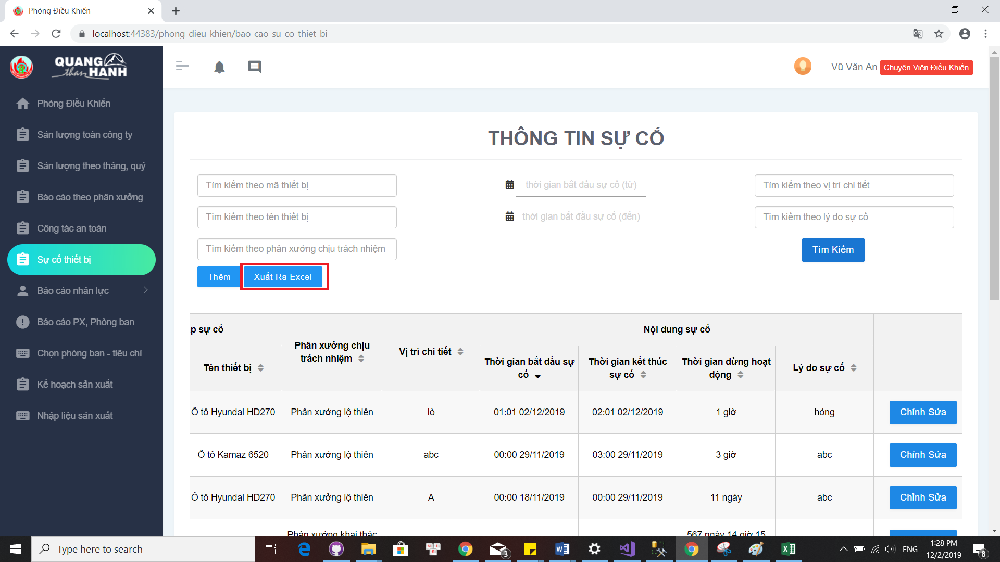 Phòng Điều Khiển
localhost:44383/phong-dieu-khien/bao-cao-su-co-thiet-bi
QUANG
than HANH
Vũ Văn An Chuyên Viên Điều Khiển
Phòng Điều Khiển
Sản lượng toàn công ty
Sản lượng theo tháng, quý
Báo cáo theo phân xưởng
Công tác an toàn
Sự cố thiết bị
Báo cáo nhân lực
Báo cáo PX, Phòng ban
Chọn phòng ban - tiêu chí
Kế hoạch sản xuất
Nhập liệu sản xuất
THÔNG TIN SỰ CỐ
Tìm kiếm theo mã thiết bị
thời gian bắt đầu sự cố (từ)
Tìm kiếm theo vị trí chi tiết
Tìm kiếm theo tên thiết bị
thời gian bắt đầu sự cố (đến)
Tìm kiếm theo lý do sự cố
Tìm kiếm theo phân xưởng chịu trách nhiệm
Tìm Kiếm
Thêm
Xuất Ra Excel
p sự cố
Phân xưởng chịu
trách nhiệm
Vị trí chi tiết
Nội dung sự cố
Tên thiết bị
Thời gian bắt đầu sự
cố
Thời gian kết thúc
sự cố
Thời gian dừng hoạt
động
Lý do sự cố
Ô tô Hyundai HD270 Phân xưởng lộ thiên lò 01:01 02/12/2019 02:01 02/12/2019 1 giờ hỏng Chỉnh Sửa
Ô tô Kamaz 6520 Phân xưởng lộ thiên abc 00:00 29/11/2019 03:00 29/11/2019 3 giờ abc Chỉnh Sửa
Ô tô Hyundai HD270 Phân xưởng lộ thiên A 00:00 18/11/2019 00:00 29/11/2019 11 ngày abc Chỉnh Sửa
Phân xưởng khai thác 567 ngày 14 giờ 15
Type here to search
3
ENG
1:28 PM
12/2/2019
8